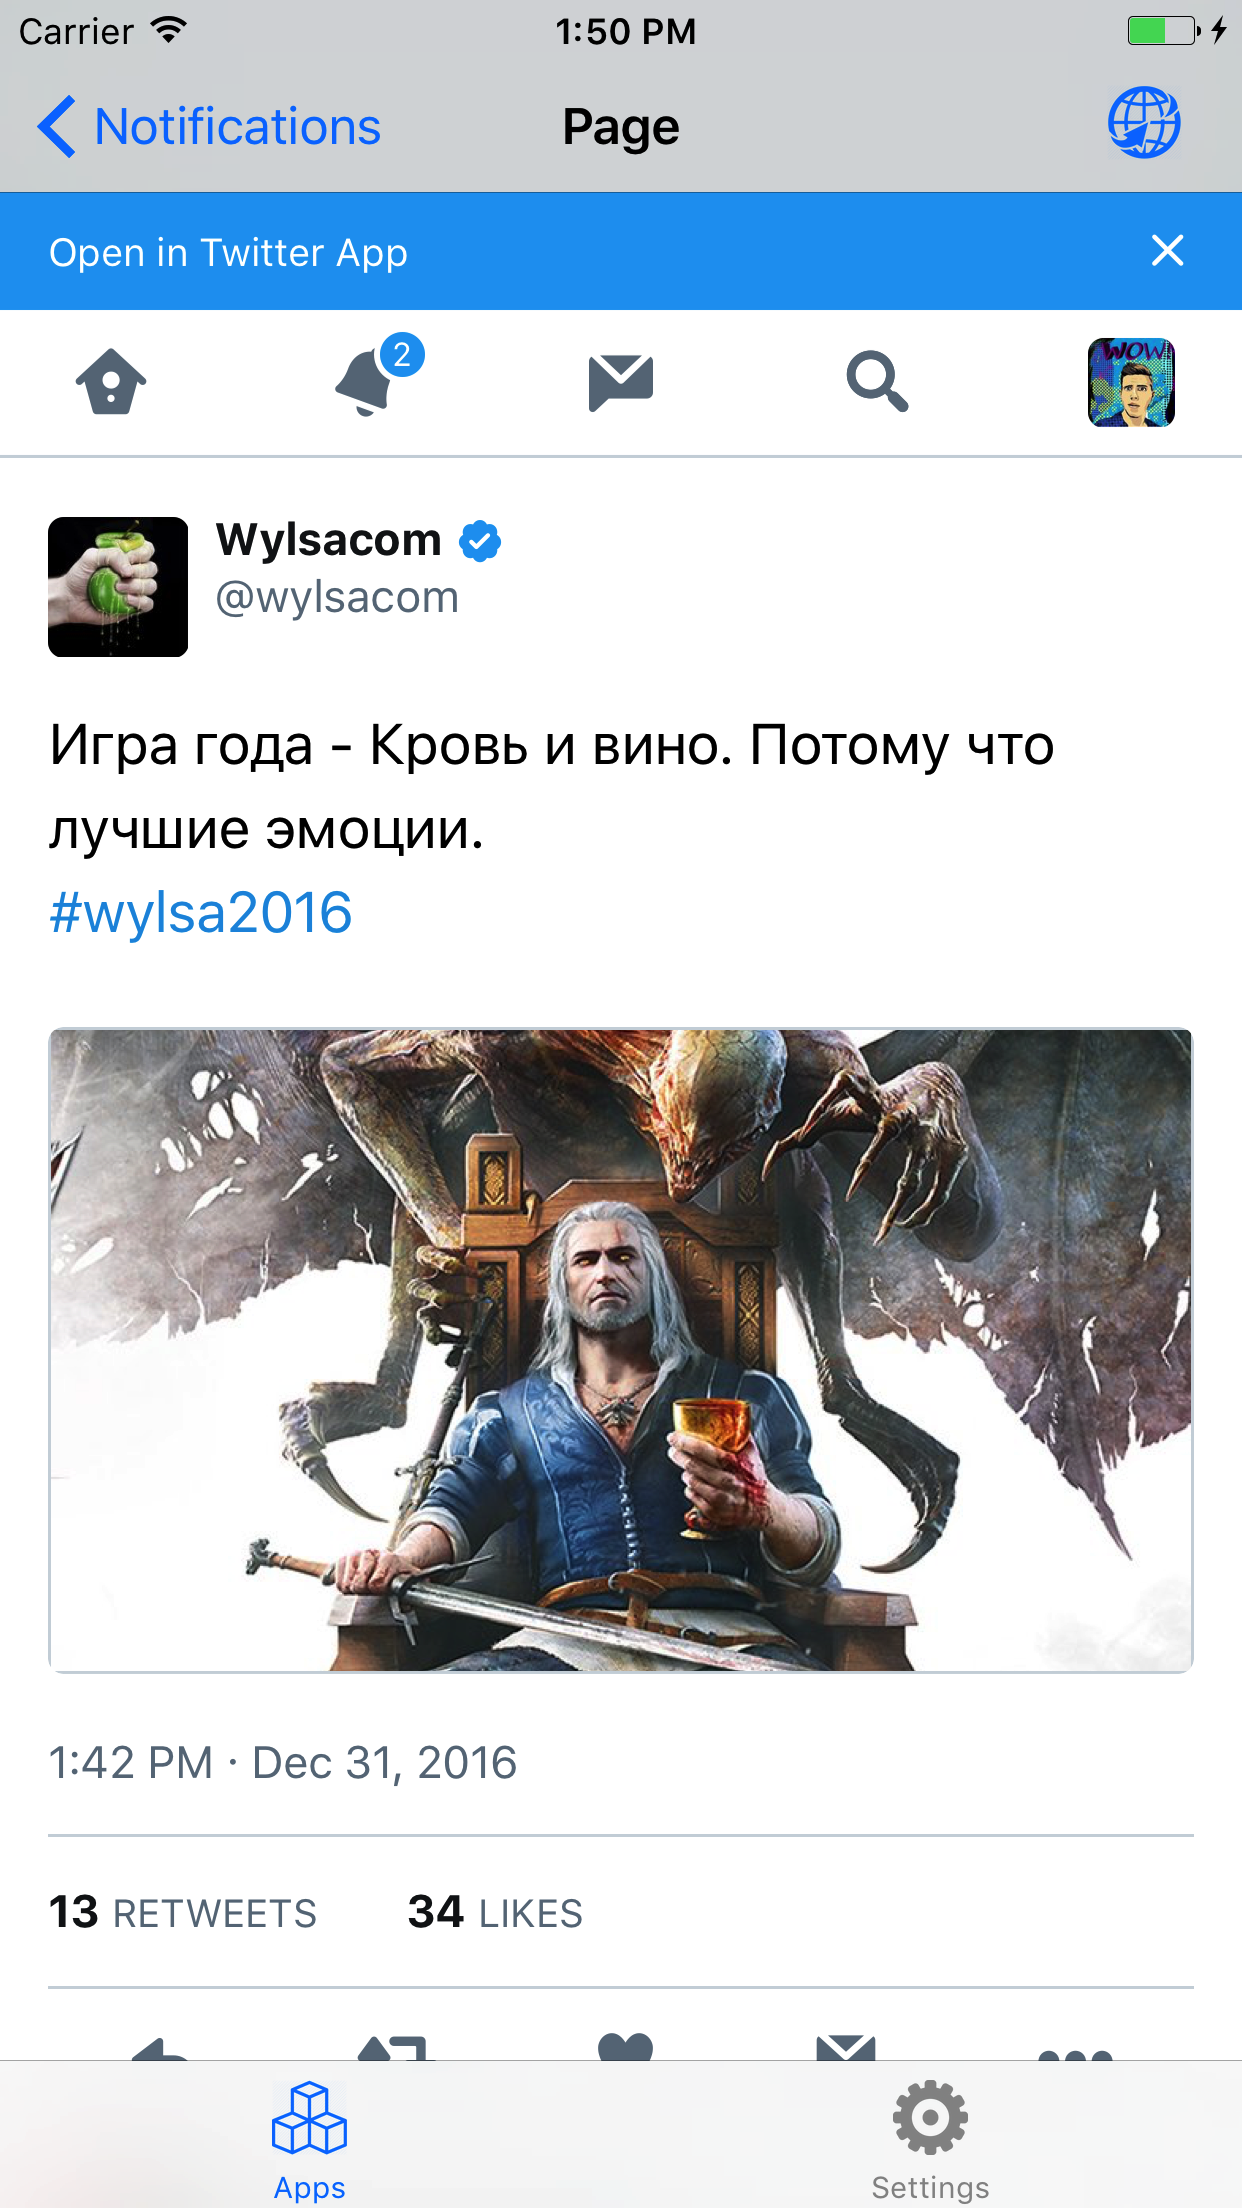 Carrier 1:50 PM
Notifications Page
Open in Twitter App
2
WOW
Wylsacom
@wylsacom
Игра года - Кровь и вино. Потому что
лучшие эмоции.
#wylsa2016
1:42 PM · Dec 31, 2016
13 RETWEETS 34 LIKES
Apps Settings